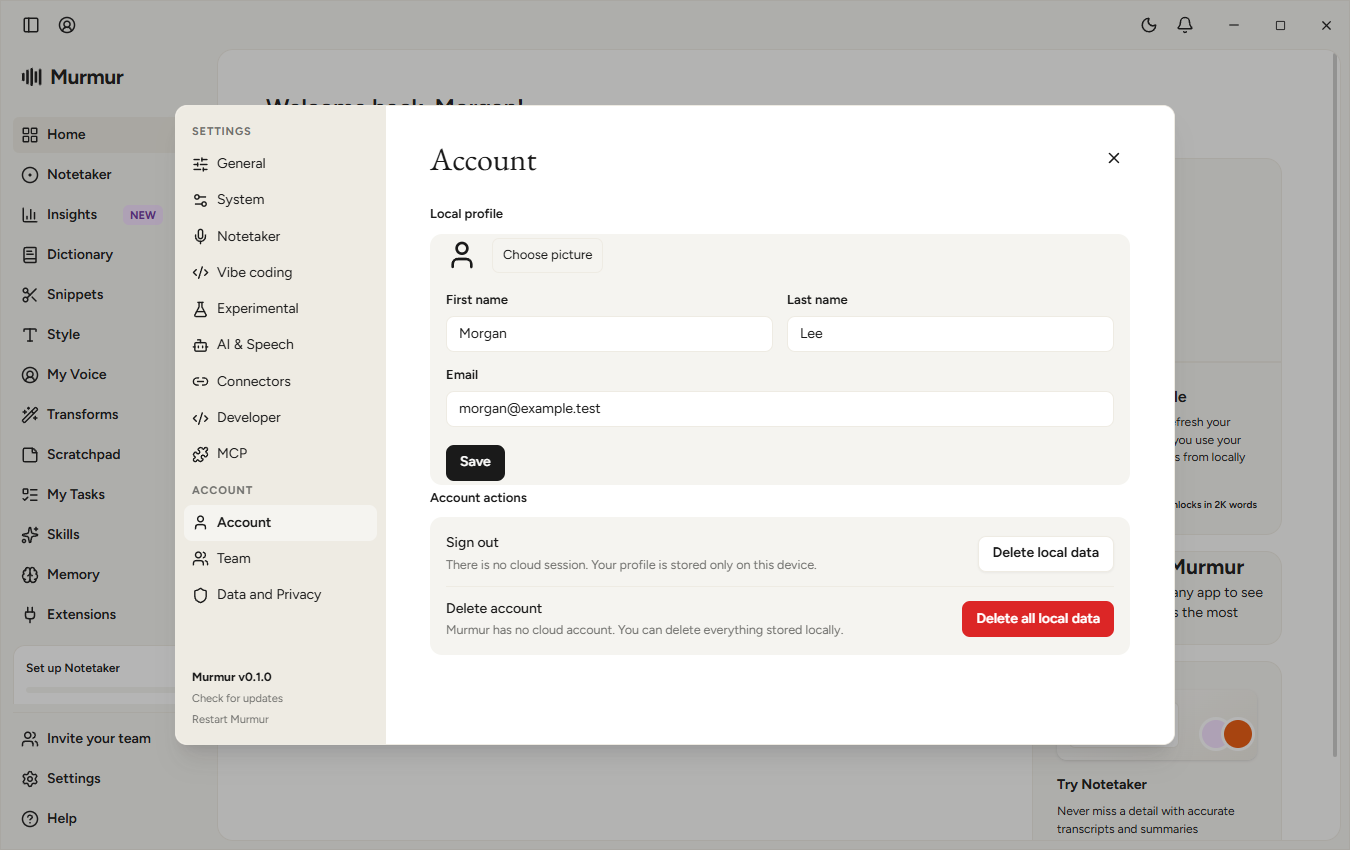 Murmur
Home
Notetaker
Insights NEW
Dictionary
Snippets
Style
My Voice
Transforms
Scratchpad
My Tasks
Skills
Memory
Extensions
Set up Notetaker
Invite your team
Settings
Help
Welcome back, Morgan!
SETTINGS
General
System
Notetaker
Vibe coding
Experimental
AI & Speech
Connectors
Developer
MCP
ACCOUNT
Account
Team
Data and Privacy
Murmur v0.1.0
Check for updates
Restart Murmur
Account
Local profile
Choose picture
First name Last name
Morgan Lee
Email
morgan@example.test
Save
Account actions
Sign out
There is no cloud session. Your profile is stored only on this device.
Delete local data
Delete account
Murmur has no cloud account. You can delete everything stored locally.
Delete all local data
you use your
from locally
in 2K words
Murmur
any app to see
the most
Try Notetaker
Never miss a detail with accurate
transcripts and summaries